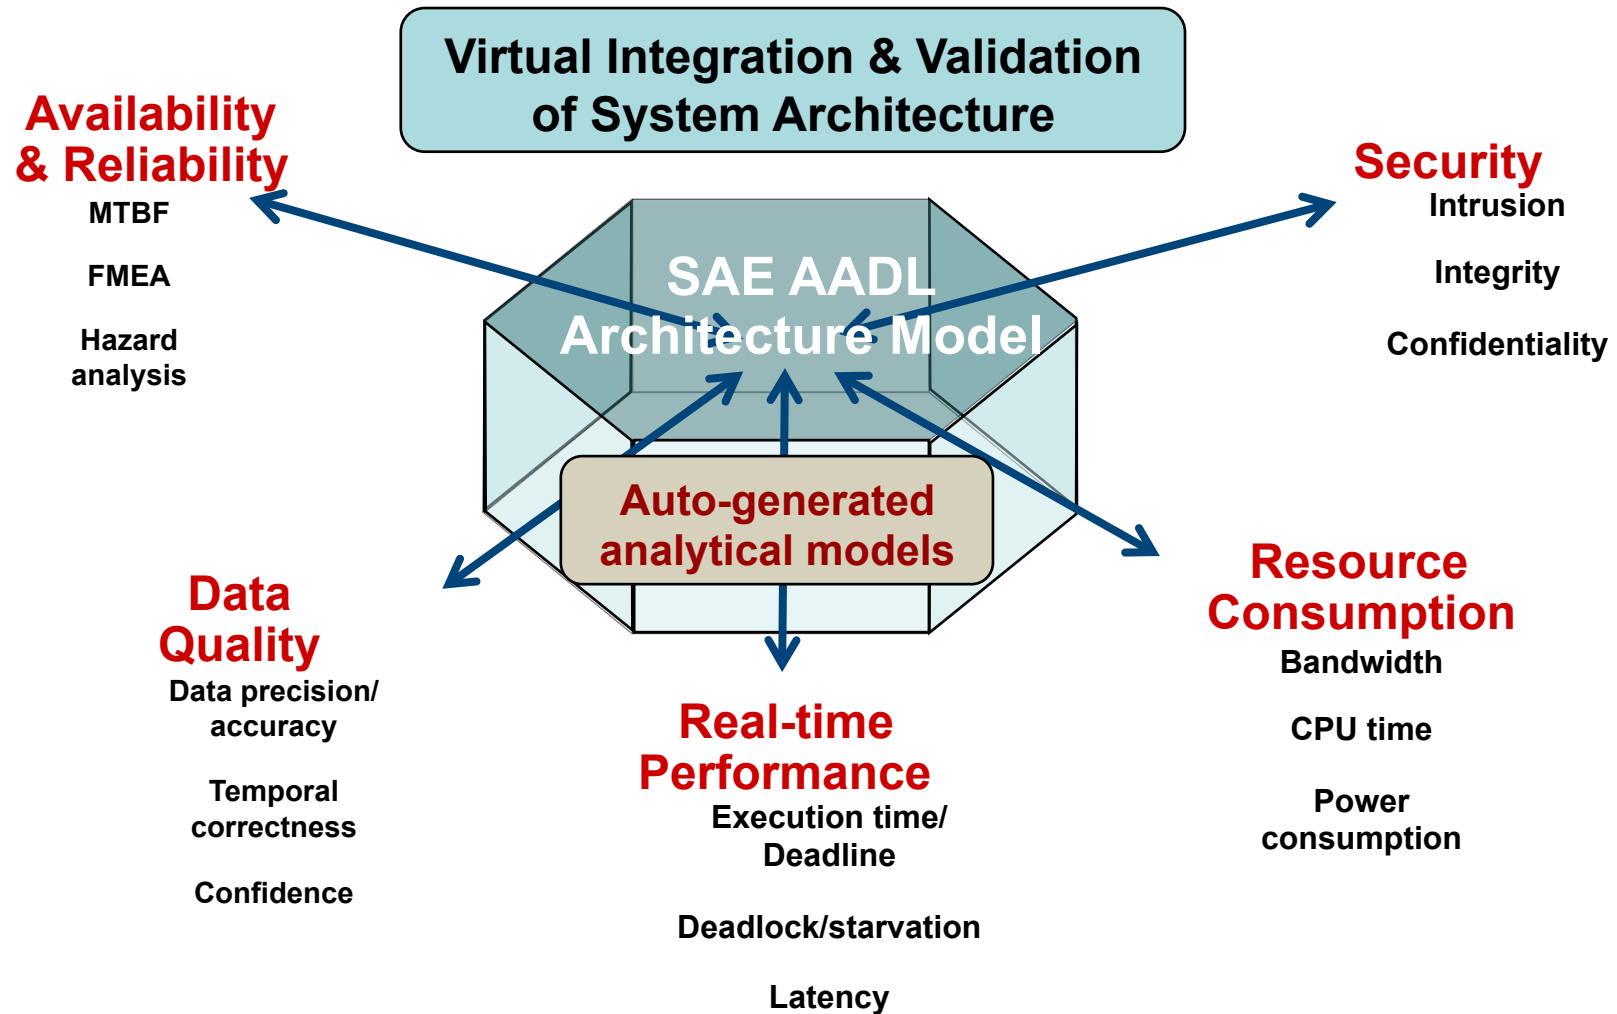 Virtual Integration & Validation
of System Architecture
Availability
& Reliability
MTBF
FMEA
Hazard
analysis
Security
Intrusion
Integrity
Confidentiality
SAE AADL
Architecture Model
Auto-generated
analytical models
Data
Quality
Data precision/
accuracy
Temporal
correctness
Confidence
Real-time
Performance
Execution time/
Deadline
Deadlock/starvation
Latency
Resource
Consumption
Bandwidth
CPU time
Power
consumption